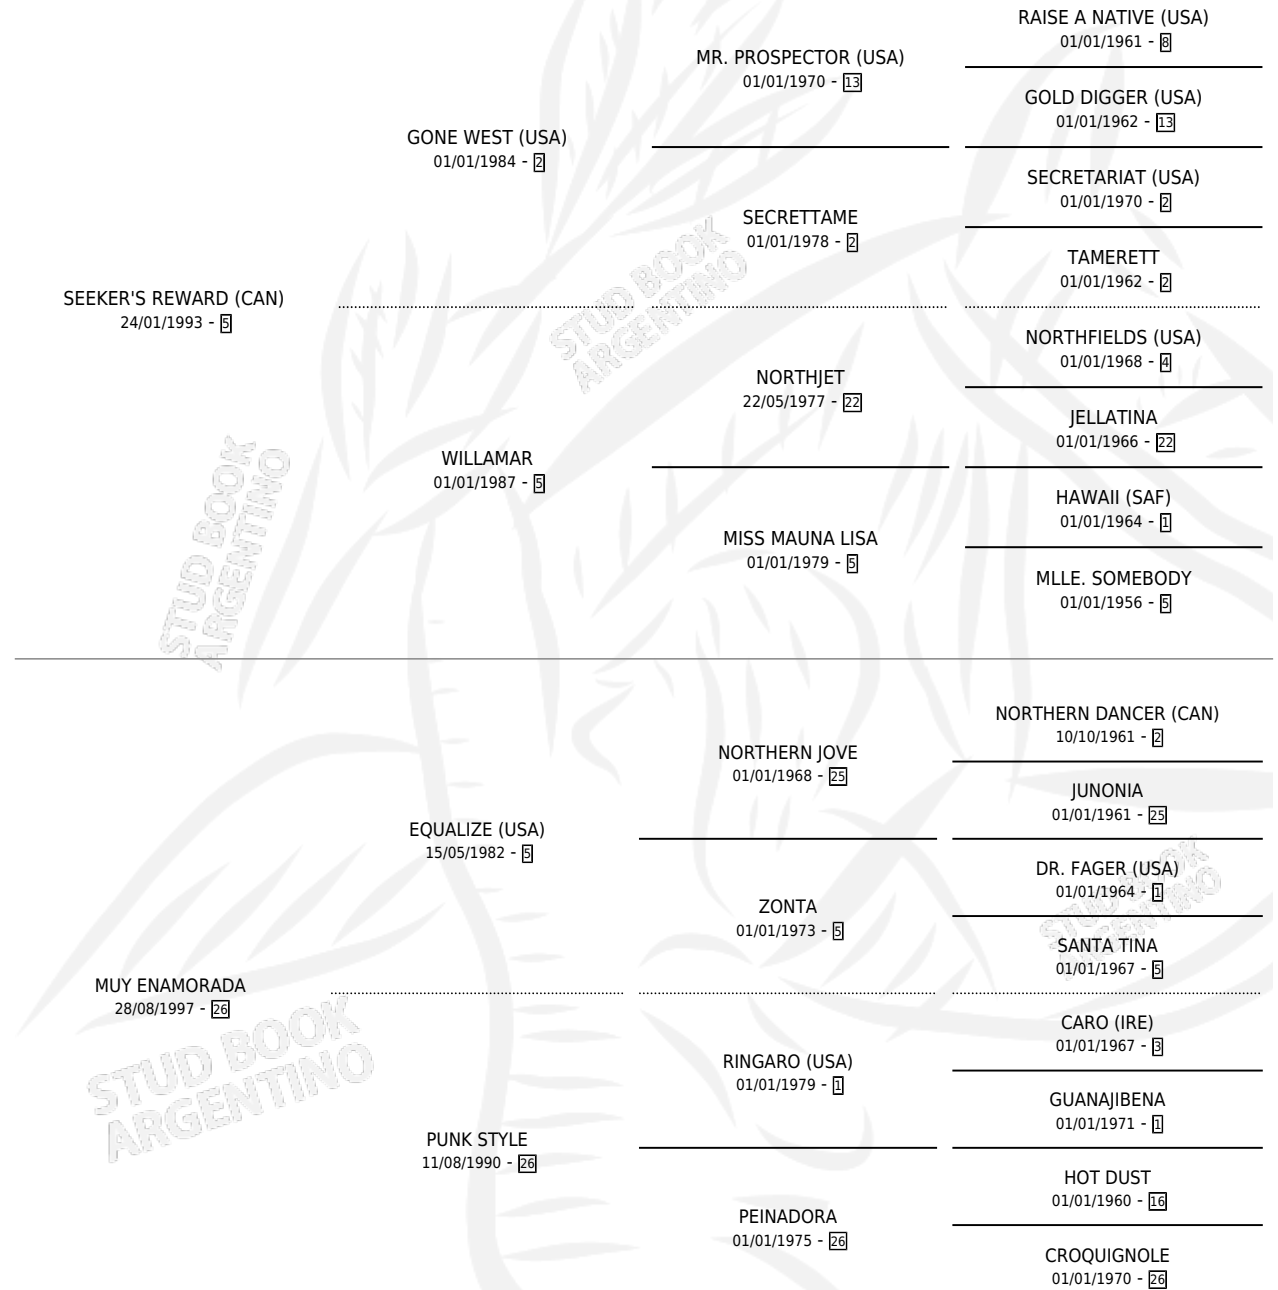 RAISE A NATIVE (USA)
01/01/1961 - 8
MR. PROSPECTOR (USA)
01/01/1970 - 13
GOLD DIGGER (USA)
01/01/1962 - 13
GONE WEST (USA)
01/01/1984 - 2
SECRETARIAT (USA)
01/01/1970 - 2
SECRETTAME
01/01/1978 - 2
TAMERETT
01/01/1962 - 2
SEEKER'S REWARD (CAN)
24/01/1993 - 5
NORTHFIELDS (USA)
01/01/1968 - 4
NORTHJET
22/05/1977 - 22
JELLATINA
01/01/1966 - 22
WILLAMAR
01/01/1987 - 5
HAWAII (SAF)
01/01/1964 - 1
MISS MAUNA LISA
01/01/1979 - 5
MLLE. SOMEBODY
01/01/1956 - 5
NORTHERN DANCER (CAN)
10/10/1961 - 2
NORTHERN JOVE
01/01/1968 - 25
JUNONIA
01/01/1961 - 25
EQUALIZE (USA)
15/05/1982 - 5
DR. FAGER (USA)
01/01/1964 - 1
ZONTA
01/01/1973 - 5
SANTA TINA
01/01/1967 - 5
MUY ENAMORADA
28/08/1997 - 26
CARO (IRE)
01/01/1967 - 3
RINGARO (USA)
01/01/1979 - 1
GUANAJIBENA
01/01/1971 - 1
PUNK STYLE
11/08/1990 - 26
HOT DUST
01/01/1960 - 16
PEINADORA
01/01/1975 - 26
CROQUIGNOLE
01/01/1970 - 26
STUD BOOK
ARGENTINO
STUD BOOK
ARGENTINO
STUD BOOK
ARGENTINO
STUD BOOK
ARGENTINO